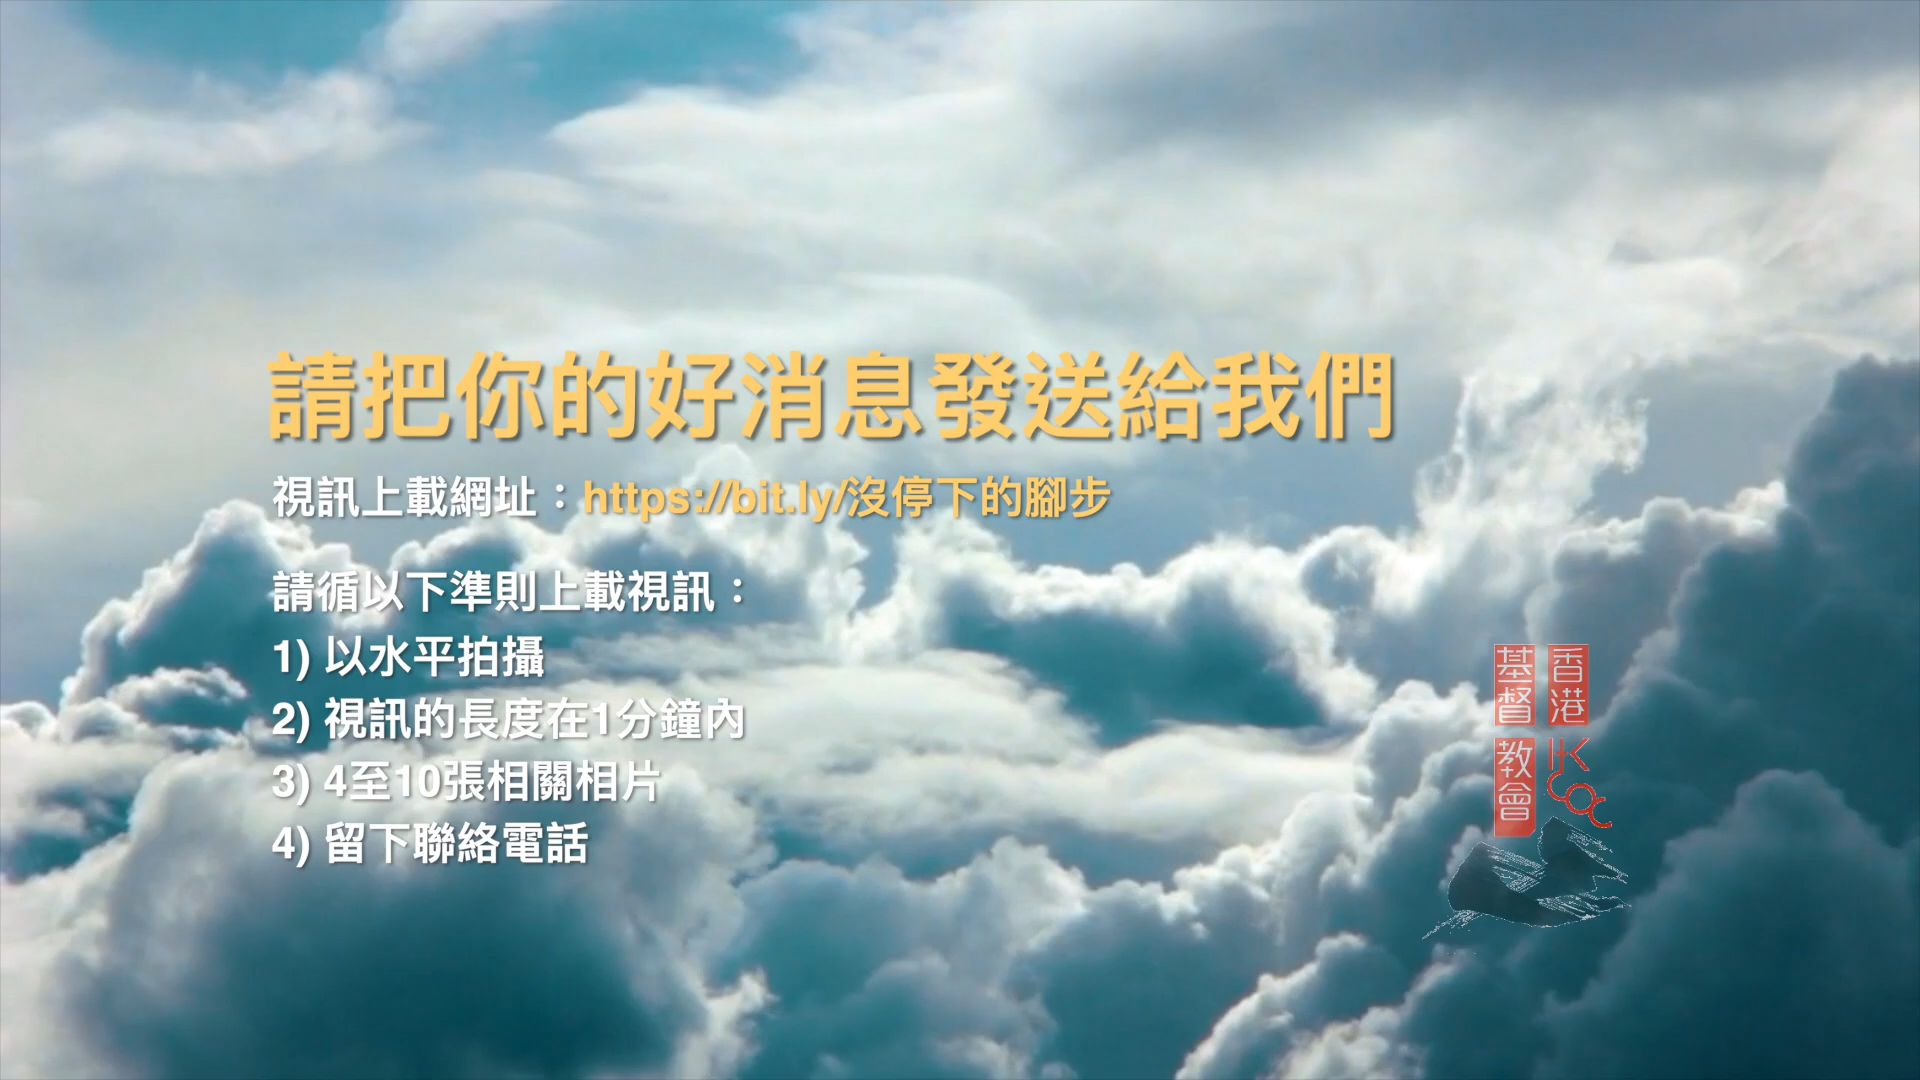 請把你的好消息發送給我們
視訊上載網址：https://bit.ly/沒停下的腳步
請循以下準則上載視訊：
1) 以水平拍攝
2) 視訊的長度在1分鐘內
3) 4至10張相關相片
4) 留下聯絡電話
香港
基督教會
HKCOC